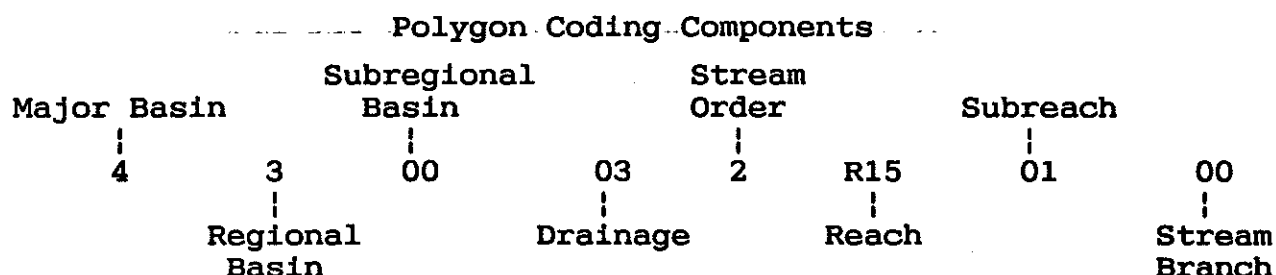 Polygon Coding Components
Subregional Stream
Major Basin Basin Order Subreach
4 3 00 03 2 R15 01 00
Regional Drainage Reach Stream
Basin Branch